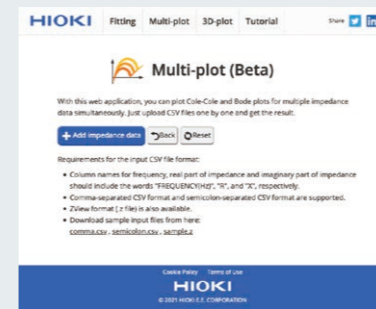 HIOKI Fitting Multi-plot 3D-plot Tutorial Share in
Multi-plot (Beta)
With this web application, you can plot Cole-Cole and Bode plots for multiple impedance
data simultaneously. Just upload CSV files one by one and get the result.
+ Add impedance data Back Reset
Requirements for the input CSV file format:
• Column names for frequency, real part of impedance and imaginary part of impedance
should include the words "FREQUENCY(Hz)", "R", and "X", respectively.
• Comma-separated CSV format and semicolon-separated CSV format are supported.
• ZView format (.z file) is also available.
• Download sample input files from here:
comma.csv , semicolon.csv , sample.z
Cookie Policy Terms of Use
HIOKI
© 2021 HIOKI E.E. CORPORATION